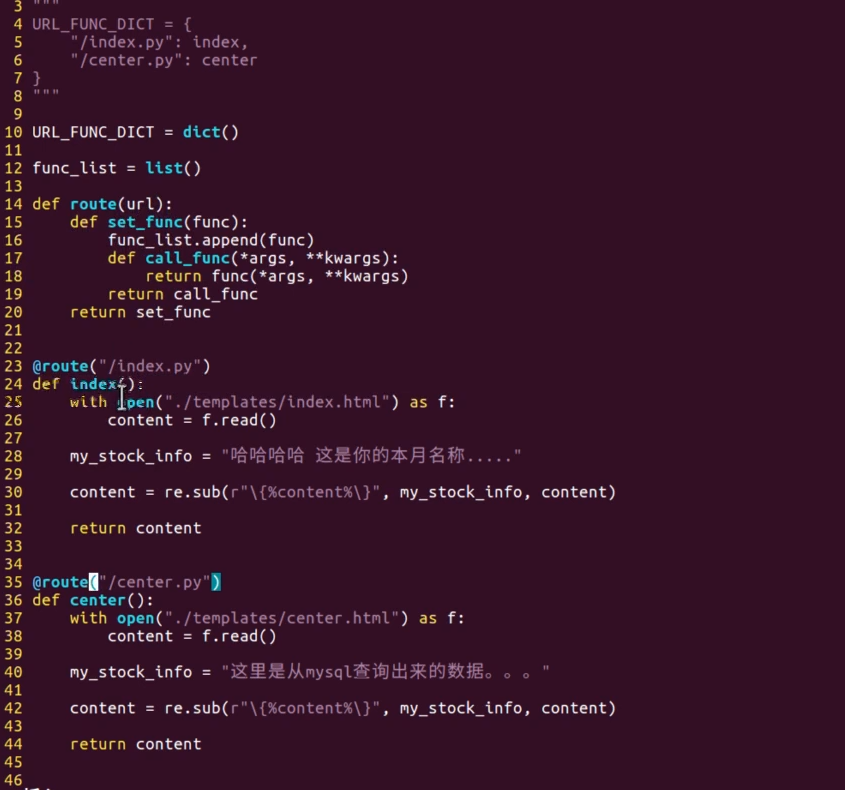 3 """
4 URL_FUNC_DICT = {
5     "/index.py": index,
6     "/center.py": center
7 }
8 """
9
10 URL_FUNC_DICT = dict()
11
12 func_list = list()
13
14 def route(url):
15     def set_func(func):
16         func_list.append(func)
17         def call_func(*args, **kwargs):
18             return func(*args, **kwargs)
19         return call_func
20     return set_func
21
22
23 @route("/index.py")
24 def index():
25     with open("./templates/index.html") as f:
26         content = f.read()
27
28     my_stock_info = "哈哈哈哈 这是你的本月名称....."
29
30     content = re.sub(r"\{%content%\}", my_stock_info, content)
31
32     return content
33
34
35 @route("/center.py")
36 def center():
37     with open("./templates/center.html") as f:
38         content = f.read()
39
40     my_stock_info = "这里是从mysql查询出来的数据。。。"
41
42     content = re.sub(r"\{%content%\}", my_stock_info, content)
43
44     return content
45
46